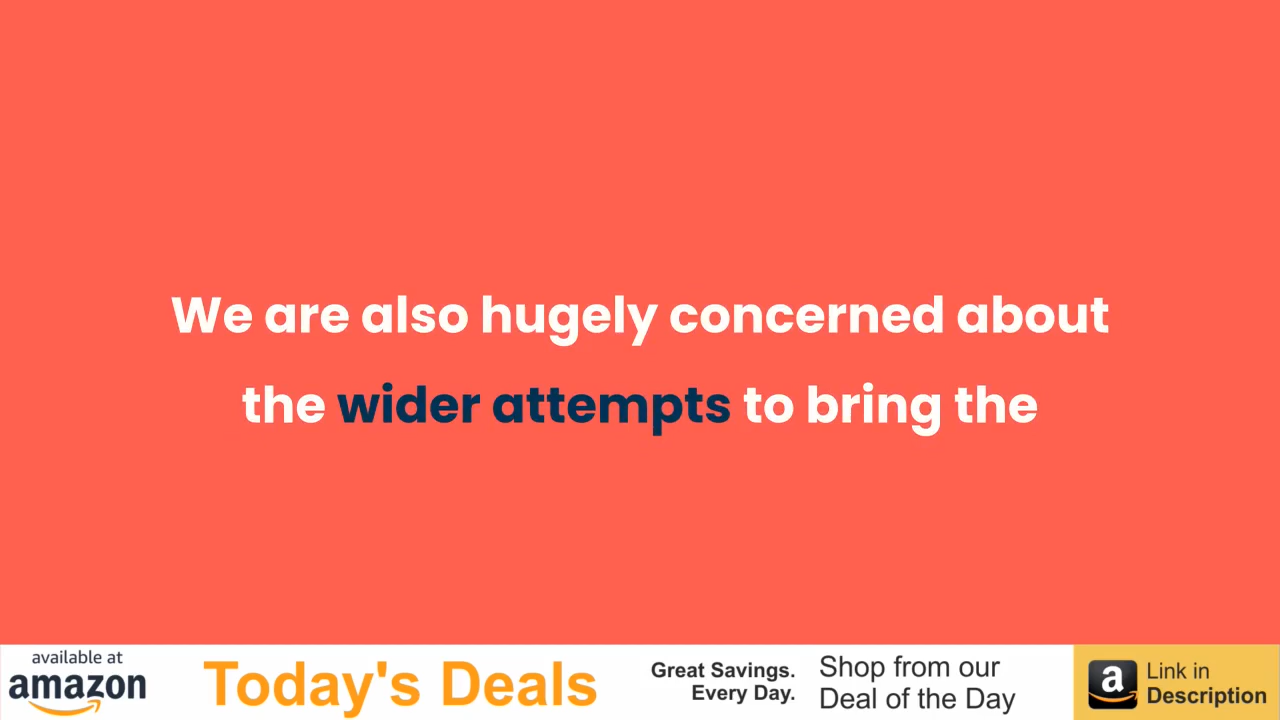 We are also hugely concerned about
the wider attempts to bring the
available at
amazon
Today's Deals
Great Savings.
Every Day.
Shop from our
Deal of the Day
a
Link in
Description